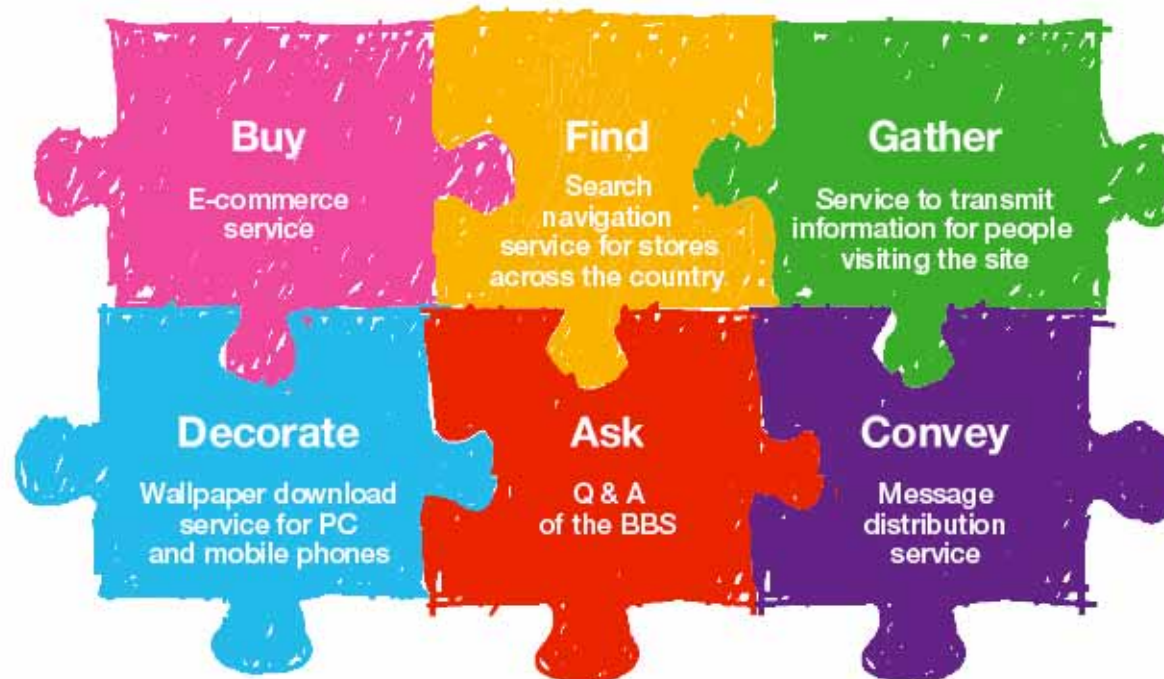 Buy
E-commerce
service
Find
Search
navigation
service for stores
across the country
Gather
Service to transmit
information for people
visiting the site
Decorate
Wallpaper download
service for PC
and mobile phones
Ask
Q & A
of the BBS
Convey
Message
distribution
service